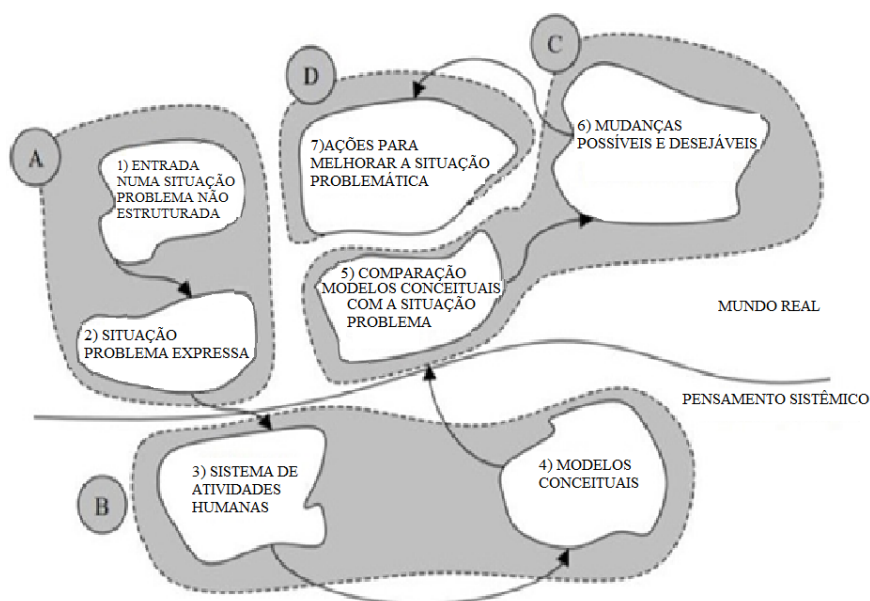 A
1) ENTRADA
NUMA SITUAÇÃO
PROBLEMA NÃO
ESTRUTURADA
2) SITUAÇÃO
PROBLEMA EXPRESSA
B
3) SISTEMA DE
ATIVIDADES
HUMANAS
4) MODELOS
CONCEITUAIS
5) COMPARAÇÃO
MODELOS CONCEITUAIS
COM A SITUAÇÃO
PROBLEMA
C
6) MUDANÇAS
POSSÍVEIS E DESEJÁVEIS
D
7)AÇÕES PARA
MELHORAR A SITUAÇÃO
PROBLEMÁTICA
MUNDO REAL
PENSAMENTO SISTÊMICO